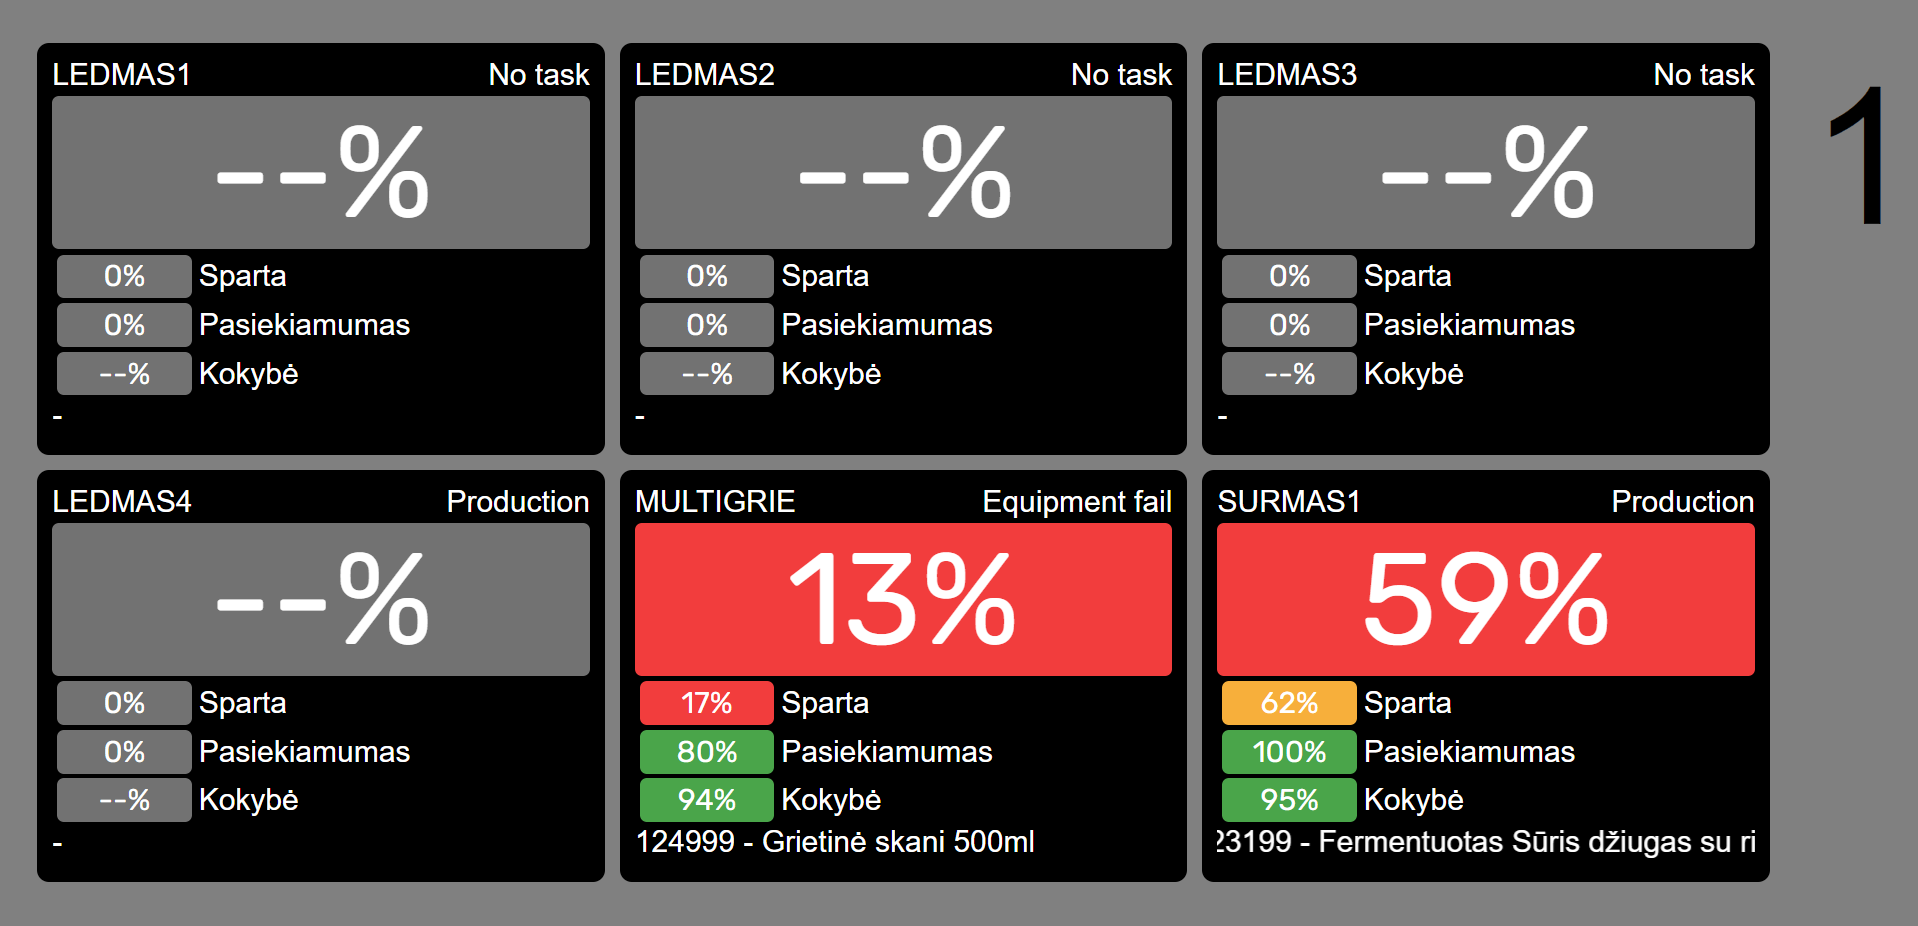 LEDMAS1 No task
--%
0% Sparta
0% Pasiekiamumas
--% Kokybė
-
LEDMAS2 No task
--%
0% Sparta
0% Pasiekiamumas
--% Kokybė
-
LEDMAS3 No task
--%
0% Sparta
0% Pasiekiamumas
--% Kokybė
-
1
LEDMAS4 Production
--%
0% Sparta
0% Pasiekiamumas
--% Kokybė
-
MULTIGRIE Equipment fail
13%
17% Sparta
80% Pasiekiamumas
94% Kokybė
124999 - Grietinė skani 500ml
SURMAS1 Production
59%
62% Sparta
100% Pasiekiamumas
95% Kokybė
23199 - Fermentuotas Sūris džiugas su ri